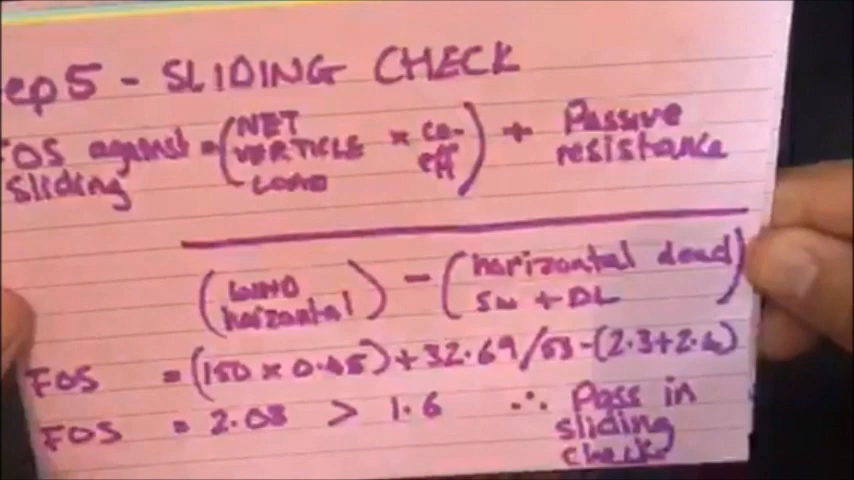 ep 5 - SLIDING CHECK
FOS against sliding = (NET VERTICLE LOAD × co-eff) + Passive resistance
(WIND horizontal) - (horizontal dead SW + DL)
FOS = (150 × 0.45) + 32.69 / 53 - (2.3 + 2.6)
FOS = 2.08 > 1.6 ∴ Pass in sliding check